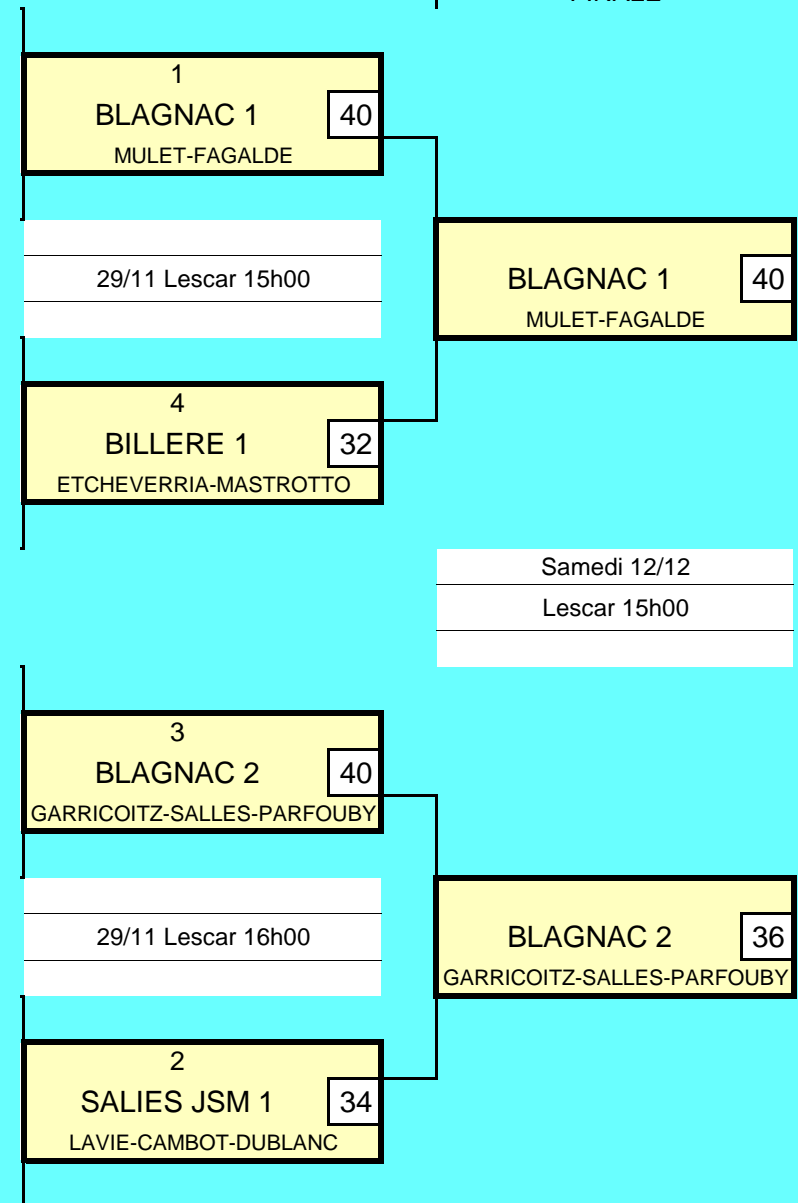 1
BLAGNAC 1 40
MULET-FAGALDE
29/11 Lescar 15h00
BLAGNAC 1 40
MULET-FAGALDE
4
BILLERE 1 32
ETCHEVERRIA-MASTROTTO
Samedi 12/12
Lescar 15h00
3
BLAGNAC 2 40
GARRICOITZ-SALLES-PARFOUBY
29/11 Lescar 16h00
BLAGNAC 2 36
GARRICOITZ-SALLES-PARFOUBY
2
SALIES JSM 1 34
LAVIE-CAMBOT-DUBLANC